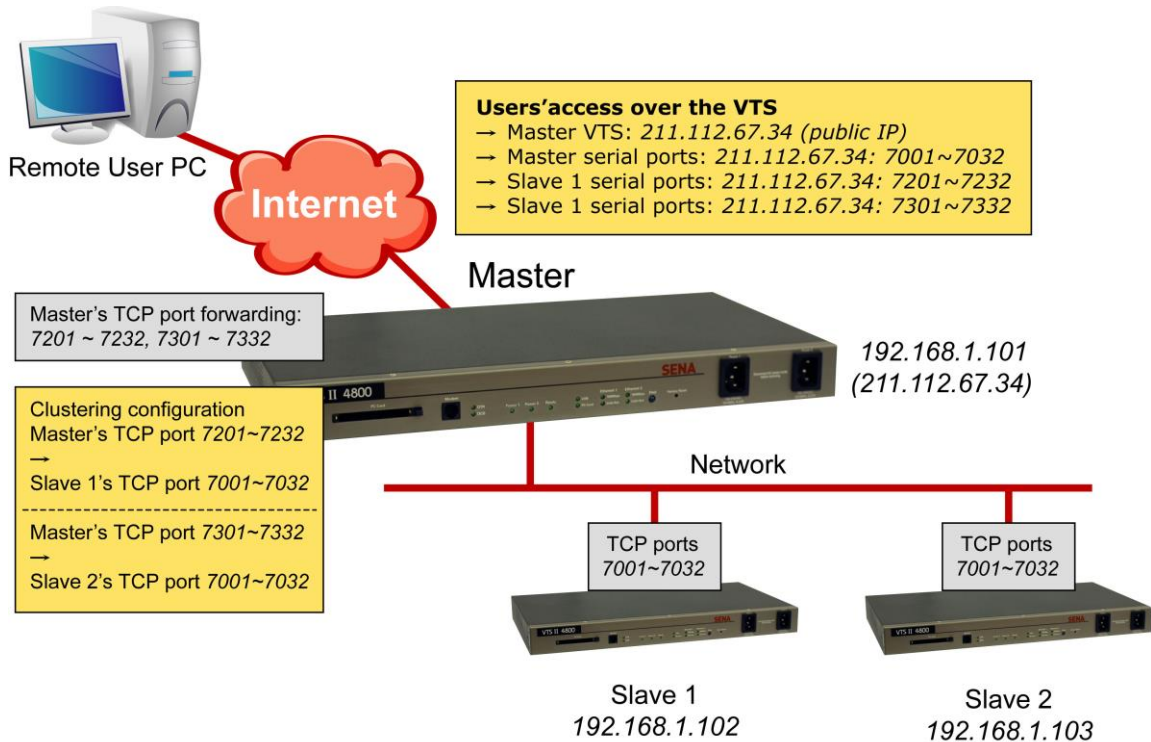 Remote User PC
Internet
Users'access over the VTS
→ Master VTS: 211.112.67.34 (public IP)
→ Master serial ports: 211.112.67.34: 7001~7032
→ Slave 1 serial ports: 211.112.67.34: 7201~7232
→ Slave 1 serial ports: 211.112.67.34: 7301~7332
Master
Master's TCP port forwarding:
7201 ~ 7232, 7301 ~ 7332
192.168.1.101
(211.112.67.34)
SENA
S II 4800
Clustering configuration
Master's TCP port 7201~7232
→
Slave 1's TCP port 7001~7032
Master's TCP port 7301~7332
→
Slave 2's TCP port 7001~7032
Network
TCP ports
7001~7032
TCP ports
7001~7032
VTS II 4800
SENA
VTS II 4800
SENA
Slave 1
192.168.1.102
Slave 2
192.168.1.103